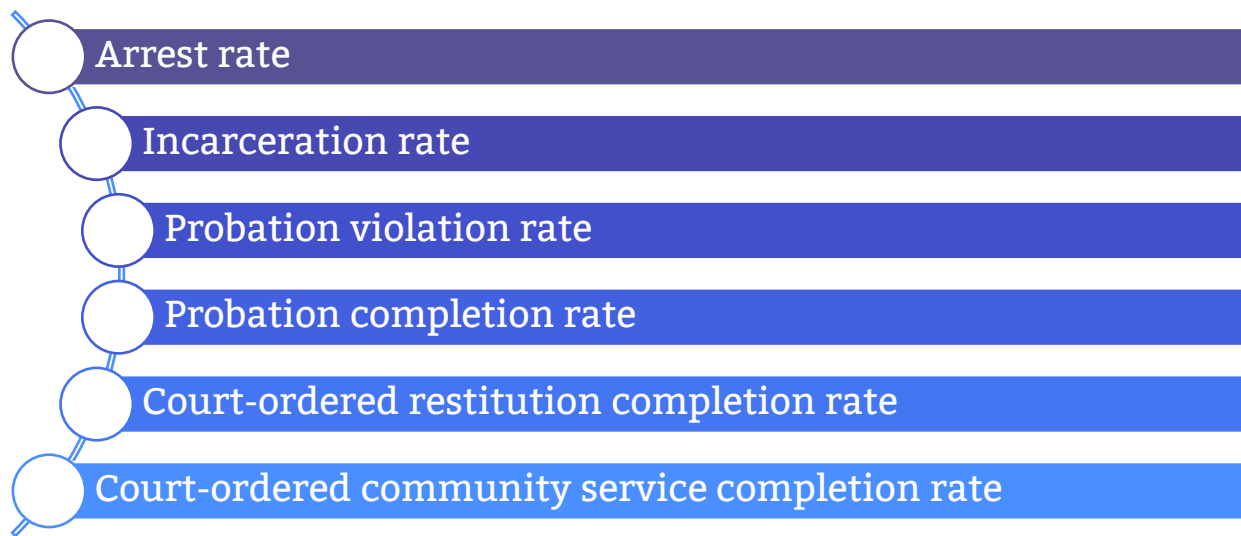 Arrest rate
Incarceration rate
Probation violation rate
Probation completion rate
Court-ordered restitution completion rate
Court-ordered community service completion rate